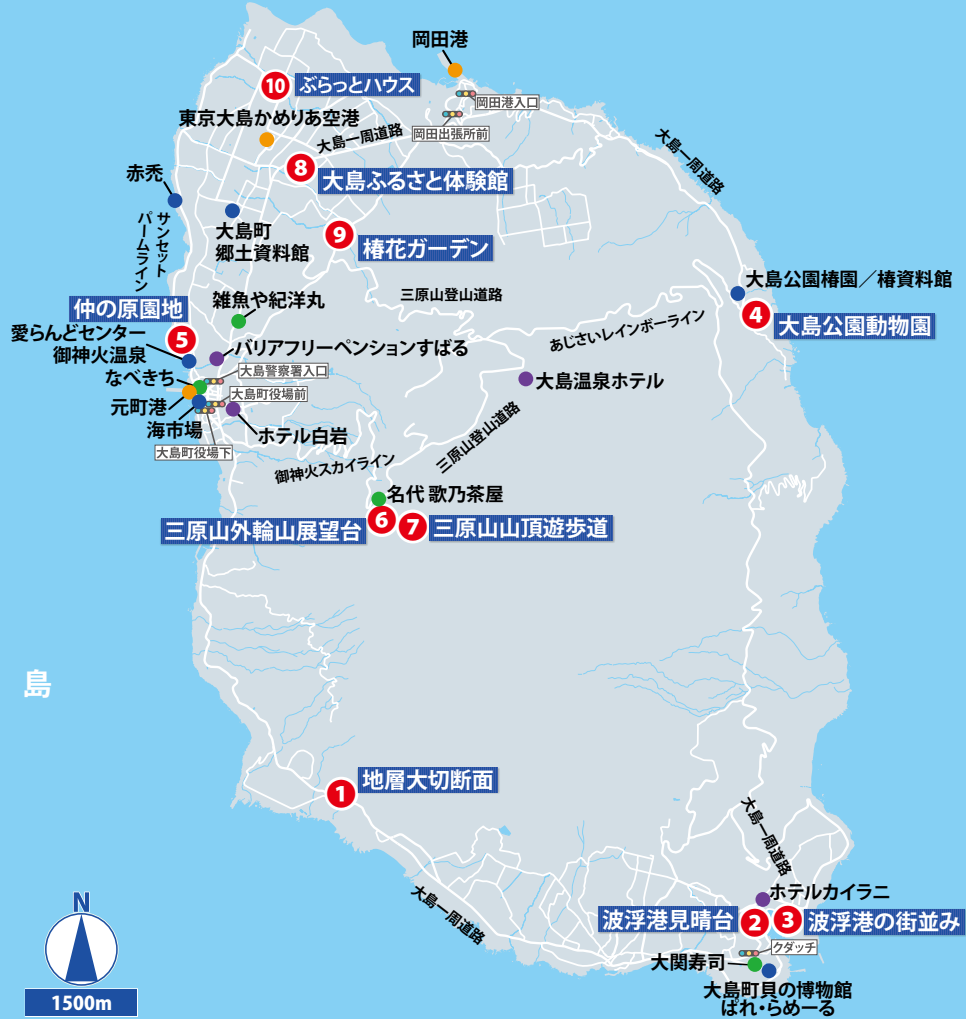 岡田港
岡田港入口
10 ぷらっとハウス
東京大島かめりあ空港
大島一周道路
岡田出張所前
大島一周道路
8
大島ふるさと体験館
赤禿
サンセット
パームライン
大島町
郷土資料館
9 椿花ガーデン
三原山登山道路
大島公園椿園／椿資料館
4 大島公園動物園
仲の原園地
5
雑魚や紀洋丸
あじさいレインボーライン
愛らんどセンター
御神火温泉
バリアフリーペンションすばる
大島警察署入口
なべきち
大島町役場前
大島温泉ホテル
元町港
海市場
ホテル白岩
大島町役場下
三原山登山道路
御神火スカイライン
名代 歌乃茶屋
三原山外輪山展望台 6
7 三原山山頂遊歩道
島
地層大切断面
1
大島一周道路
大島一周道路
ホテルカイラニ
波浮港見晴台 2
3 波浮港の街並み
クダッチ
大関寿司
大島町貝の博物館
ぱれ・らめーる
N
1500m